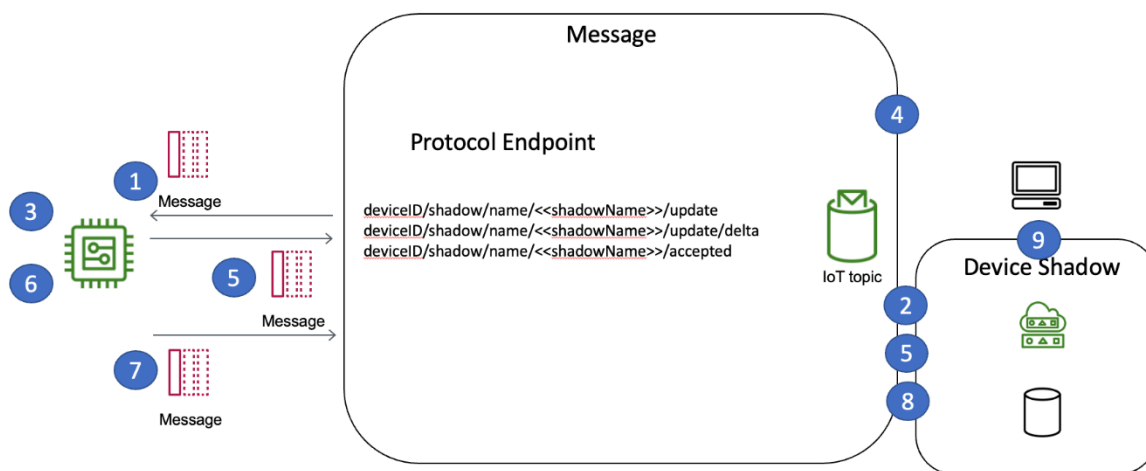 Message
4
Protocol Endpoint
1
Message
3
deviceID/shadow/name/<<shadowName>>/update
deviceID/shadow/name/<<shadowName>>/update/delta
deviceID/shadow/name/<<shadowName>>/accepted
9
Device Shadow
6
5
IoT topic
2
Message
5
7
8
Message